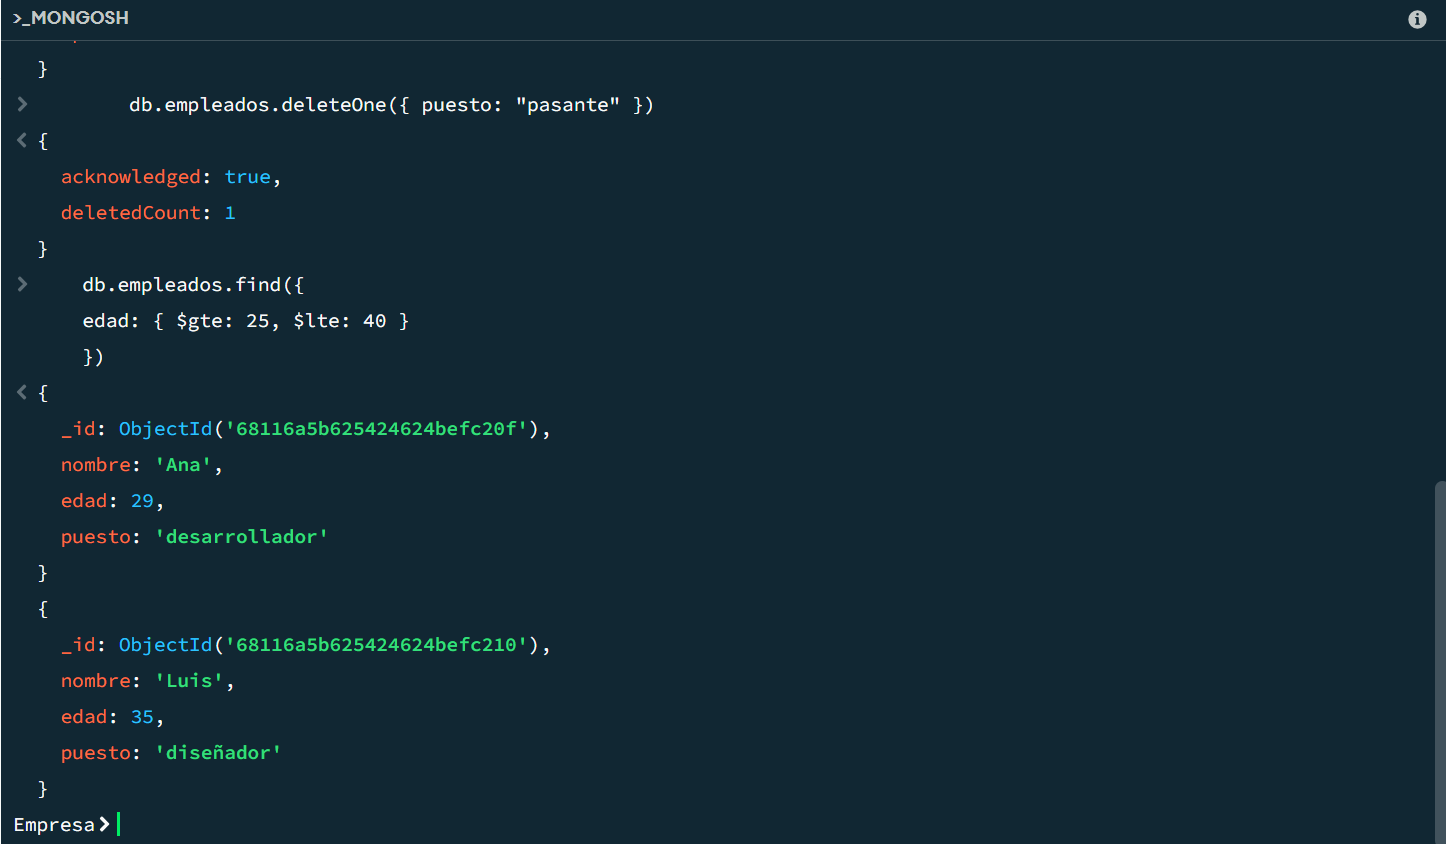 >_MONGOSH
}
> db.empleados.deleteOne({ puesto: "pasante" })
< {
acknowledged: true,
deletedCount: 1
}
> db.empleados.find({
edad: { $gte: 25, $lte: 40 }
})
< {
_id: ObjectId('68116a5b625424624befc20f'),
nombre: 'Ana',
edad: 29,
puesto: 'desarrollador'
}
{
_id: ObjectId('68116a5b625424624befc210'),
nombre: 'Luis',
edad: 35,
puesto: 'diseñador'
}
Empresa>